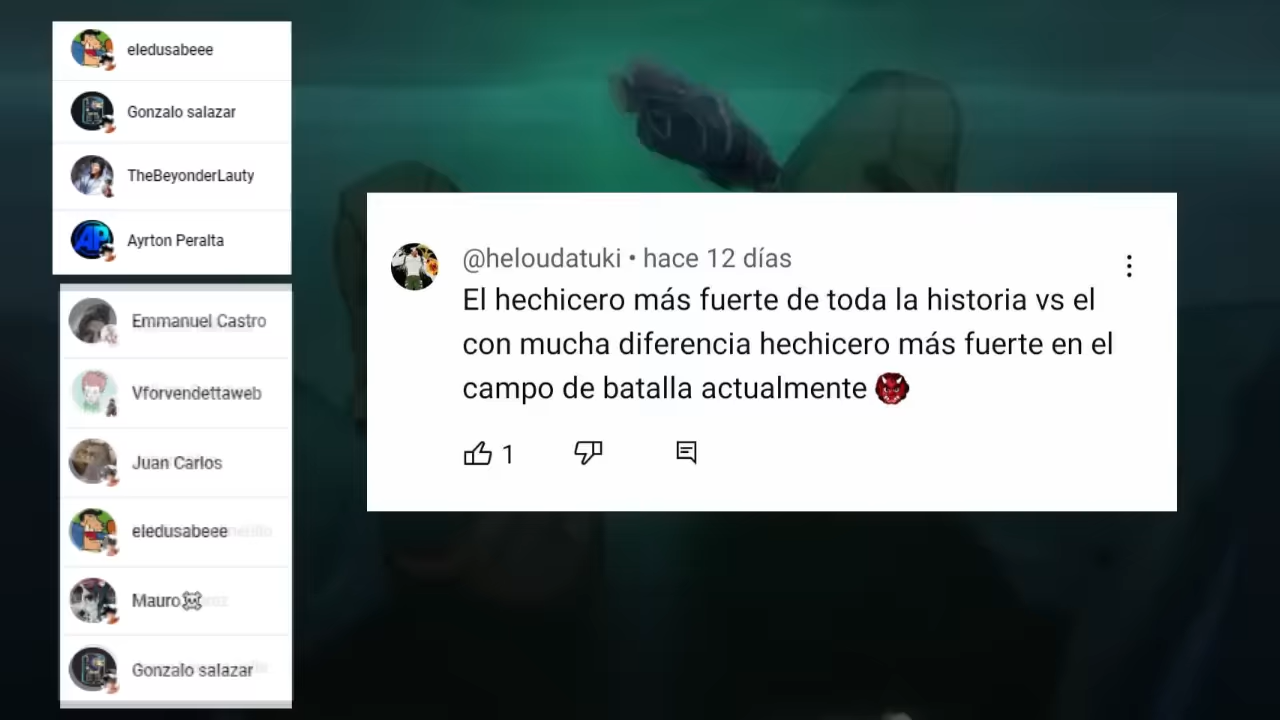 eledusabeee
Gonzalo salazar
TheBeyonderLauty
Ayrton Peralta
Emmanuel Castro
Vforvendettaweb
Juan Carlos
eledusabeee
Mauro☠
Gonzalo salazar
@heloudatuki • hace 12 días
El hechicero más fuerte de toda la historia vs el
con mucha diferencia hechicero más fuerte en el
campo de batalla actualmente 👹
1